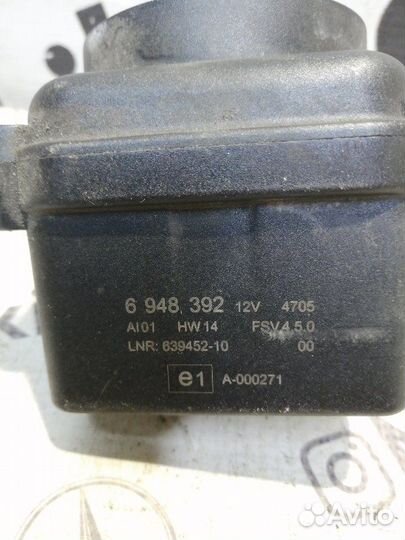 6 948 392 12V 4705
AI01 HW14 FSV4.5.0
LNR: 639452-10 00
e1 A-000271
Avito